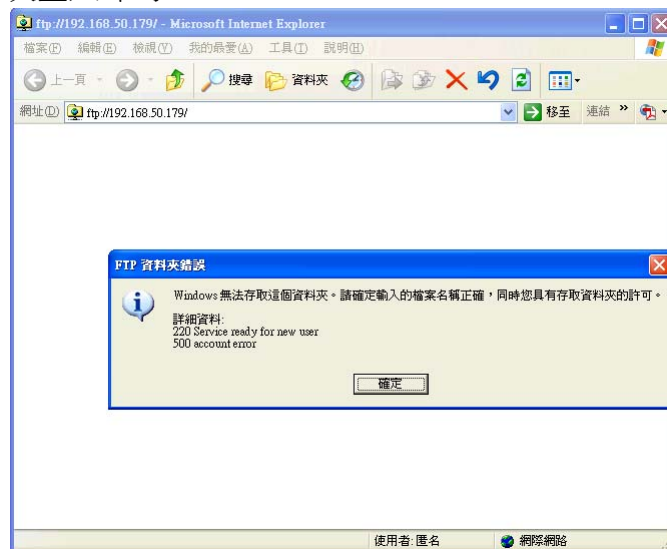 ftp://192.168.50.179/ - Microsoft Internet Explorer
檔案(F) 編輯(E) 檢視(V) 我的最愛(A) 工具(T) 說明(H)
上一頁 搜尋 資料夾
網址(D) ftp://192.168.50.179/ 移至 連結 »
FTP 資料夾錯誤
Windows 無法存取這個資料夾。請確定輸入的檔案名稱正確,同時您具有存取資料夾的許可。
詳細資料:
220 Service ready for new user
500 account error
確定
使用者: 匿名 網際網路